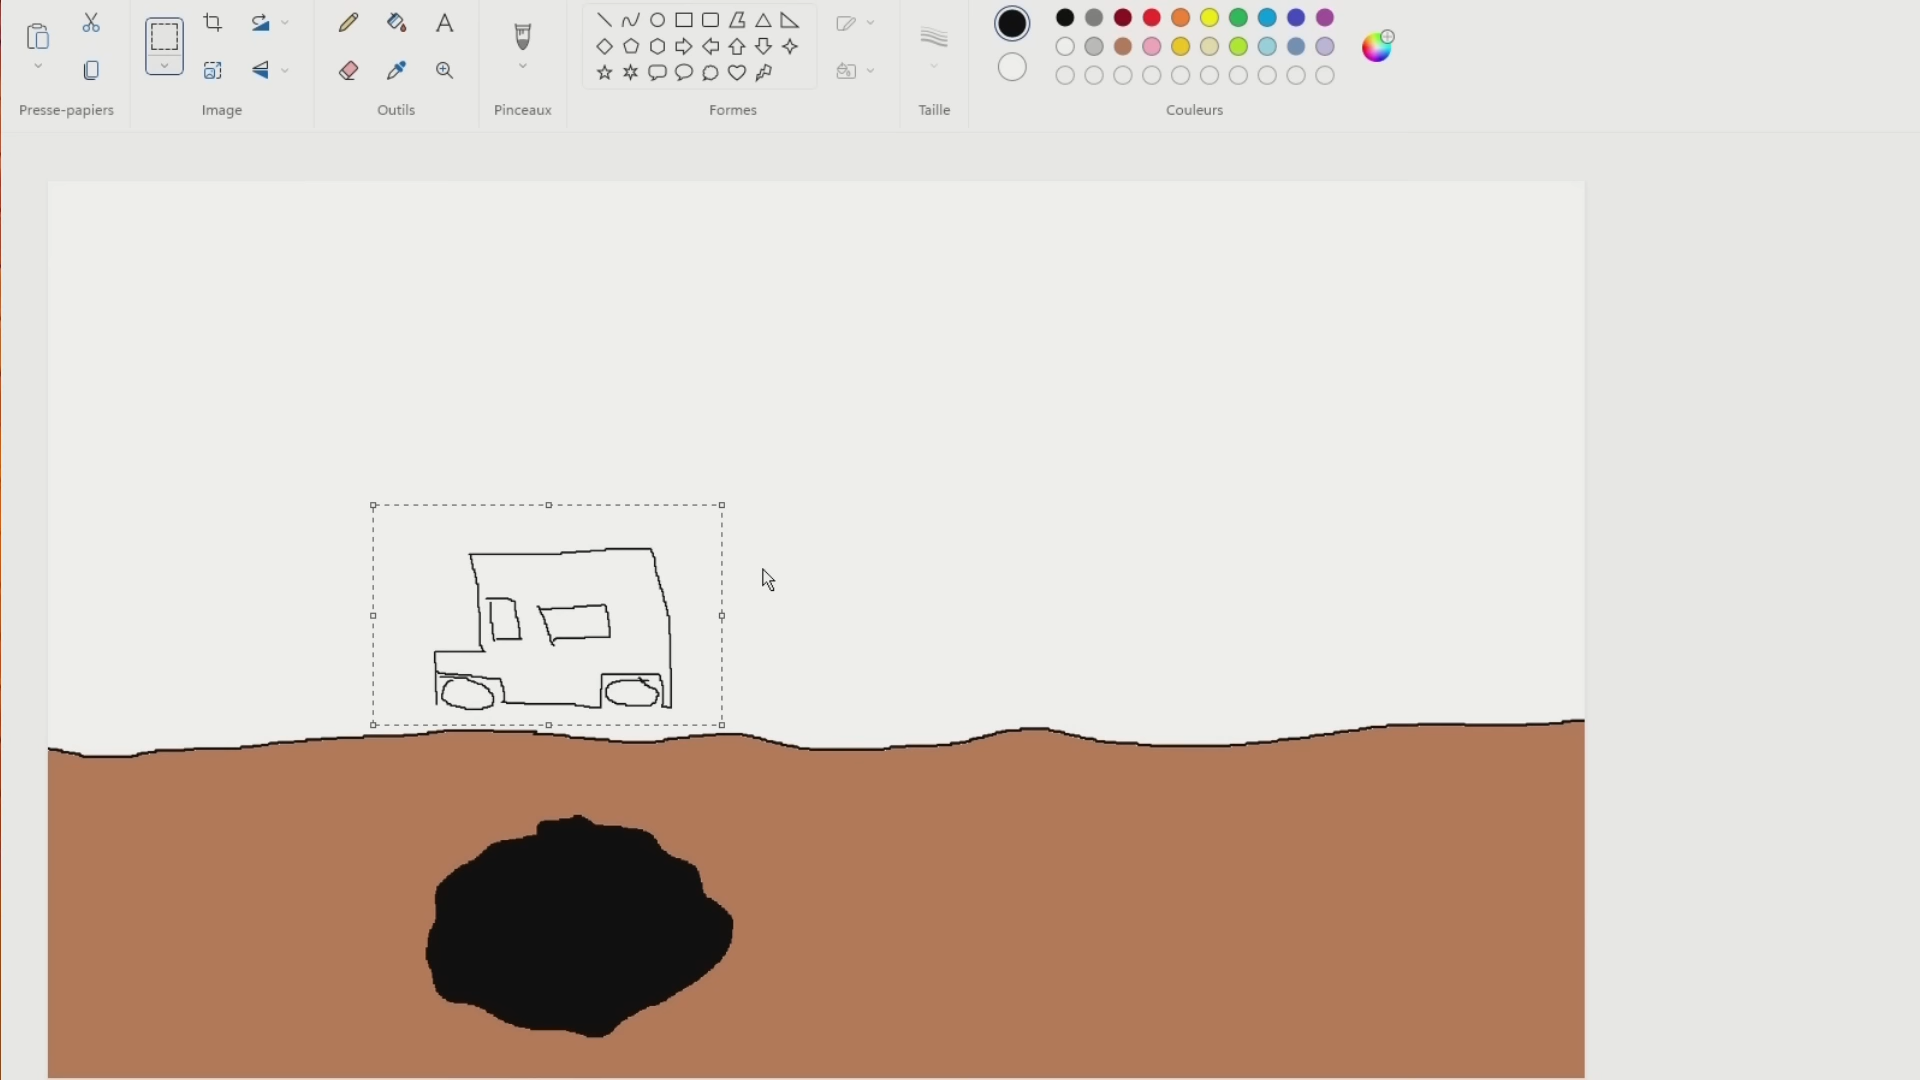 Presse-papiers
Image
Outils
Pinceaux
Formes
Taille
Couleurs